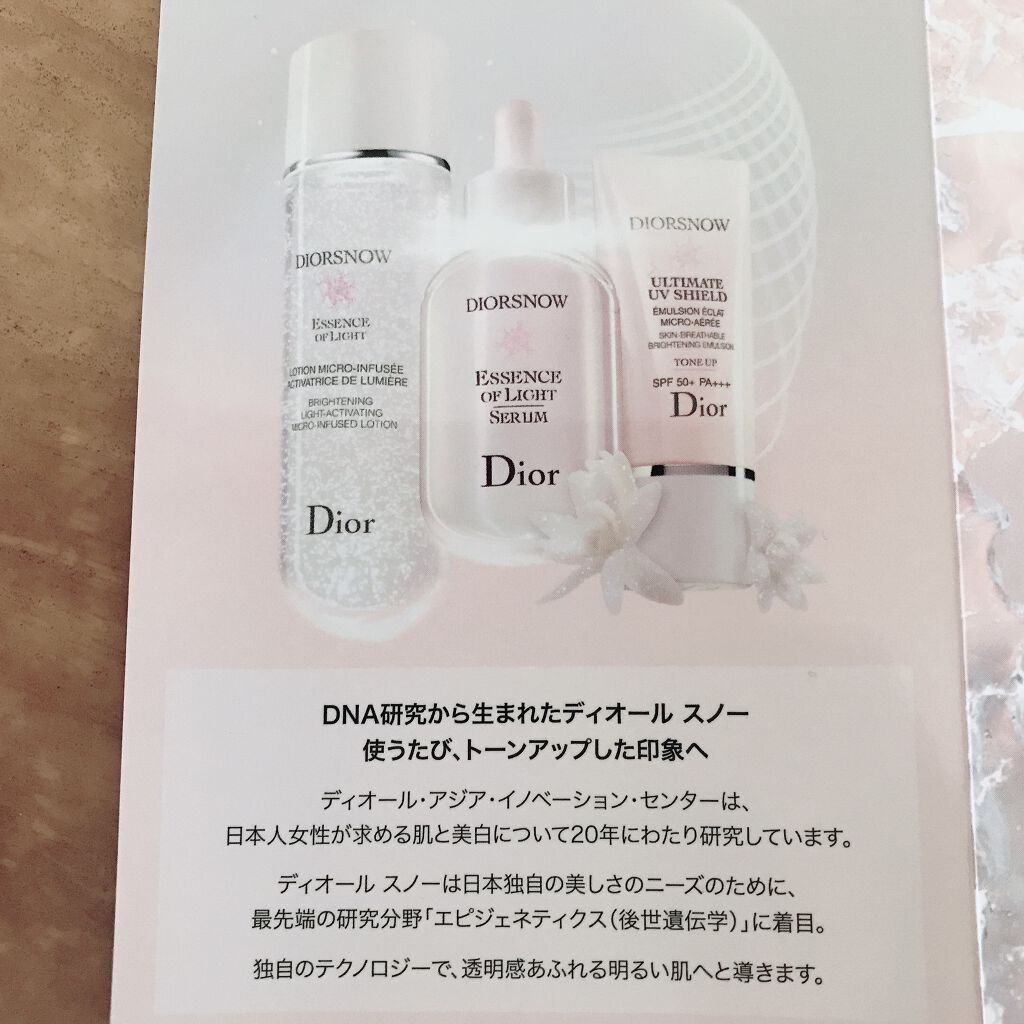 DIORSNOW
ESSENCE
OF LIGHT
LOTION MICRO-INFUSÉE
ACTIVATRICE DE LUMIÈRE
BRIGHTENING
LIGHT-ACTIVATING
MICRO-INFUSED LOTION
Dior
DIORSNOW
ESSENCE
OF LIGHT
SERUM
Dior
DIORSNOW
ULTIMATE
UV SHIELD
ÉMULSION ÉCLAT
MICRO-AÉRÉE
SKIN-BREATHABLE
BRIGHTENING EMULSION
TONE UP
SPF 50+ PA+++
Dior
DNA研究から生まれたディオール スノー
使うたび、トーンアップした印象へ
ディオール・アジア・イノベーション・センターは、
日本人女性が求める肌と美白について20年にわたり研究しています。
ディオール スノーは日本独自の美しさのニーズのために、
最先端の研究分野「エピジェネティクス（後世遺伝学）」に着目。
独自のテクノロジーで、透明感あふれる明るい肌へと導きます。